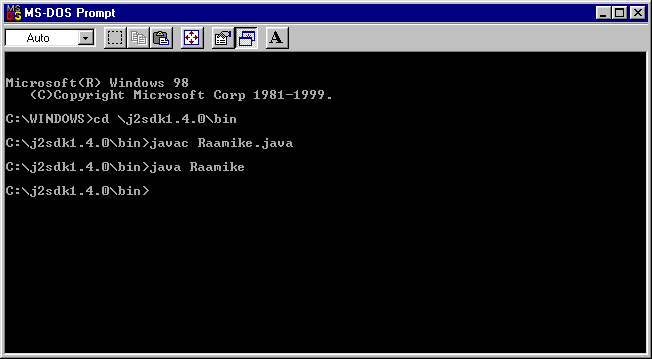 MS-DOS Prompt
Auto
A
Microsoft(R) Windows 98
(C)Copyright Microsoft Corp 1981-1999.
C:\WINDOWS>cd \j2sdk1.4.0\bin
C:\j2sdk1.4.0\bin>javac Raamike.java
C:\j2sdk1.4.0\bin>java Raamike
C:\j2sdk1.4.0\bin>